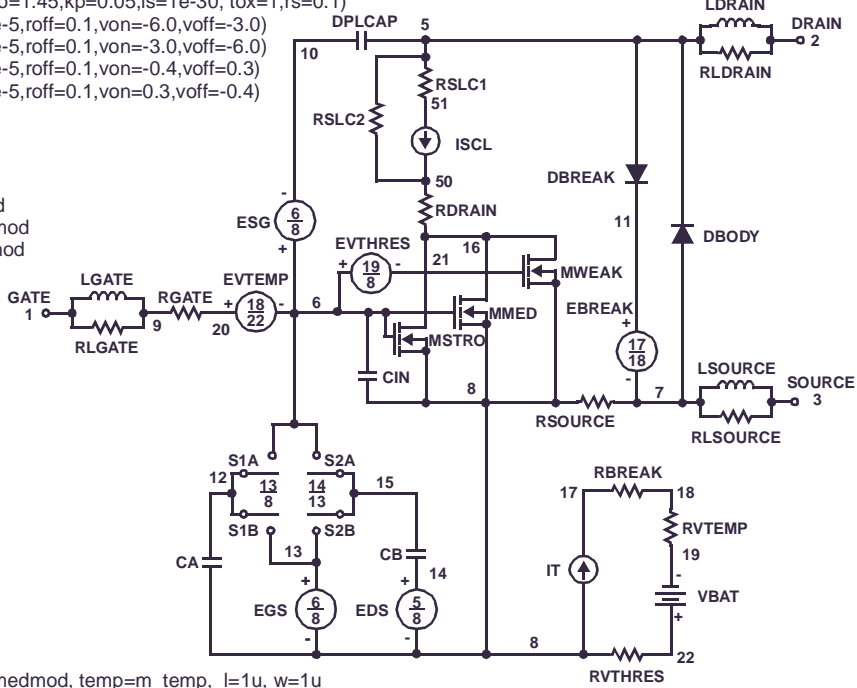 o=1.45,kp=0.05,is=1e-30, tox=1,rs=0.1)
e-5,roff=0.1,von=-6.0,voff=-3.0)
e-5,roff=0.1,von=-3.0,voff=-6.0)
e-5,roff=0.1,von=-0.4,voff=0.3)
e-5,roff=0.1,von=0.3,voff=-0.4)
DPLCAP
5
LDRAIN
DRAIN
2
10
RLDRAIN
RSLC1
51
RSLC2
ISCL
50
DBREAK
d
mod
mod
-
ESG
6
8
+
RDRAIN
11
DBODY
EVTHRES
16
+
19
8
-
21
MWEAK
LGATE
EVTEMP
GATE
1
RGATE
+
18
22
-
6
MMED
EBREAK
+
9
20
RLGATE
MSTRO
17
18
-
CIN
LSOURCE
SOURCE
3
8
7
RSOURCE
RLSOURCE
S1A
S2A
12
13
8
14
13
15
RBREAK
17
18
S1B
S2B
RVTEMP
13
CA
CB
19
IT
-
VBAT
+
14
+
+
EGS
6
8
EDS
5
8
-
-
8
22
RVTHRES
medmod, temp=m_temp, l=1u, w=1u